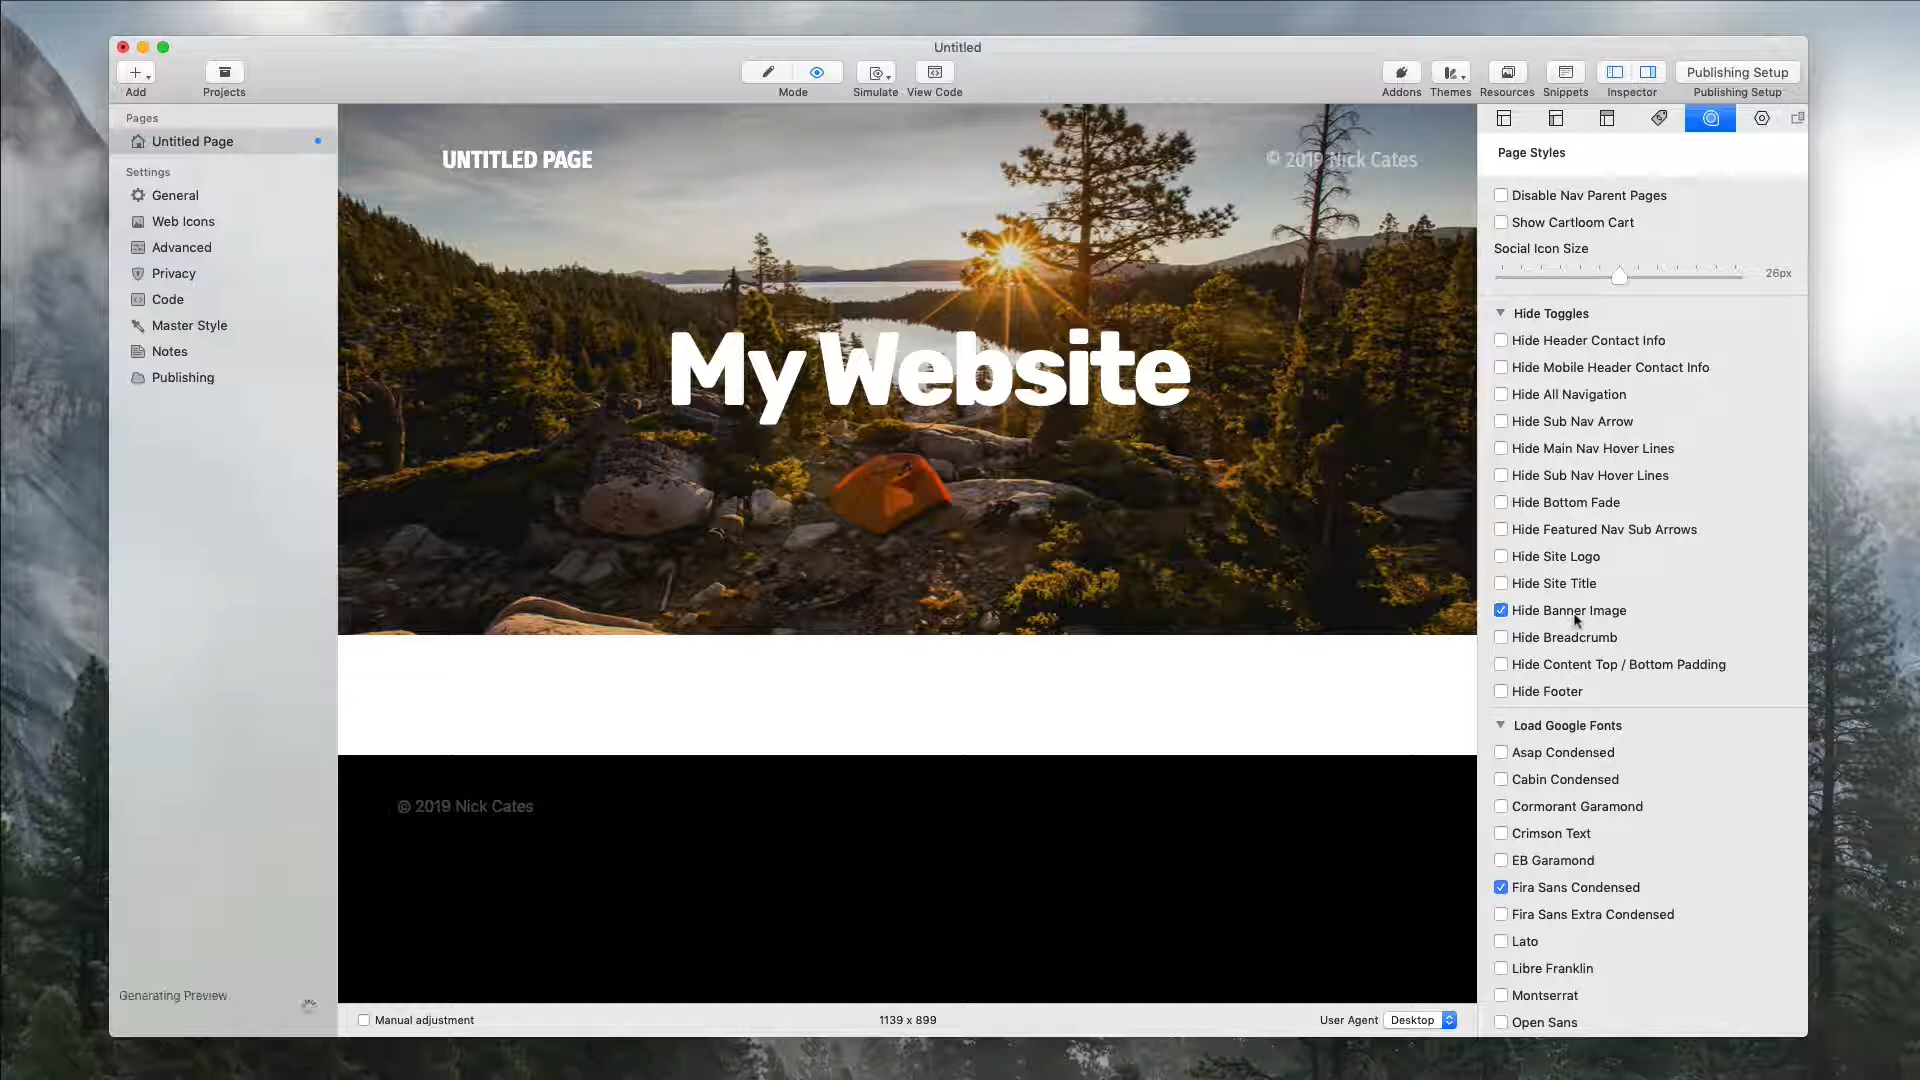 Untitled
Add
Projects
Mode
Simulate
View Code
Addons
Themes
Resources
Snippets
Inspector
Publishing Setup
Publishing Setup
Pages
Untitled Page
Settings
General
Web Icons
Advanced
Privacy
Code
Master Style
Notes
Publishing
Generating Preview
UNTITLED PAGE
© 2019 Nick Cates
My Website
© 2019 Nick Cates
Manual adjustment
1139 x 899
User Agent
Desktop
Page Styles
Disable Nav Parent Pages
Show Cartloom Cart
Social Icon Size
26px
Hide Toggles
Hide Header Contact Info
Hide Mobile Header Contact Info
Hide All Navigation
Hide Sub Nav Arrow
Hide Main Nav Hover Lines
Hide Sub Nav Hover Lines
Hide Bottom Fade
Hide Featured Nav Sub Arrows
Hide Site Logo
Hide Site Title
Hide Banner Image
Hide Breadcrumb
Hide Content Top / Bottom Padding
Hide Footer
Load Google Fonts
Asap Condensed
Cabin Condensed
Cormorant Garamond
Crimson Text
EB Garamond
Fira Sans Condensed
Fira Sans Extra Condensed
Lato
Libre Franklin
Montserrat
Open Sans